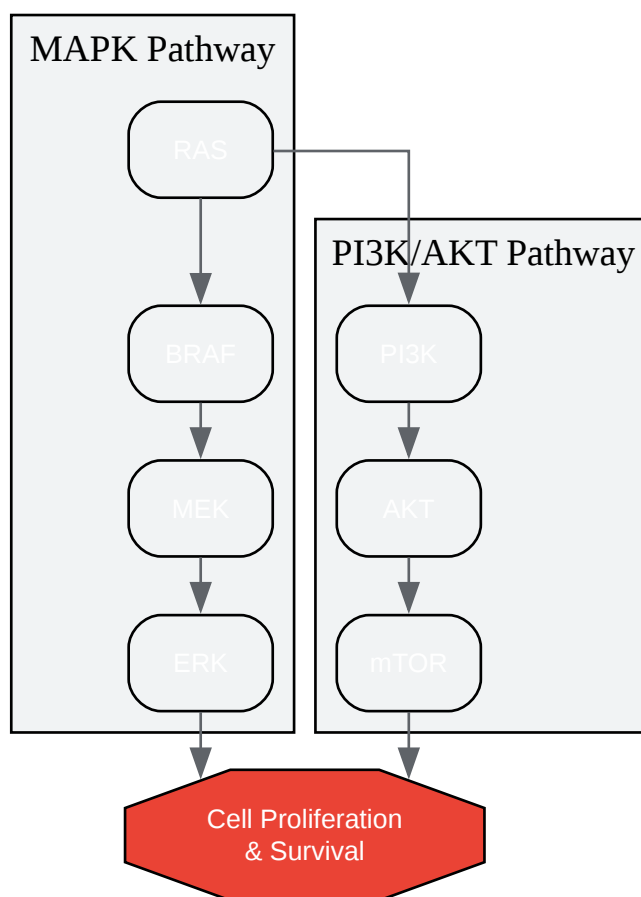 MAPK Pathway
RAS
PI3K/AKT Pathway
BRAF
PI3K
MEK
AKT
ERK
mTOR
Cell Proliferation
& Survival